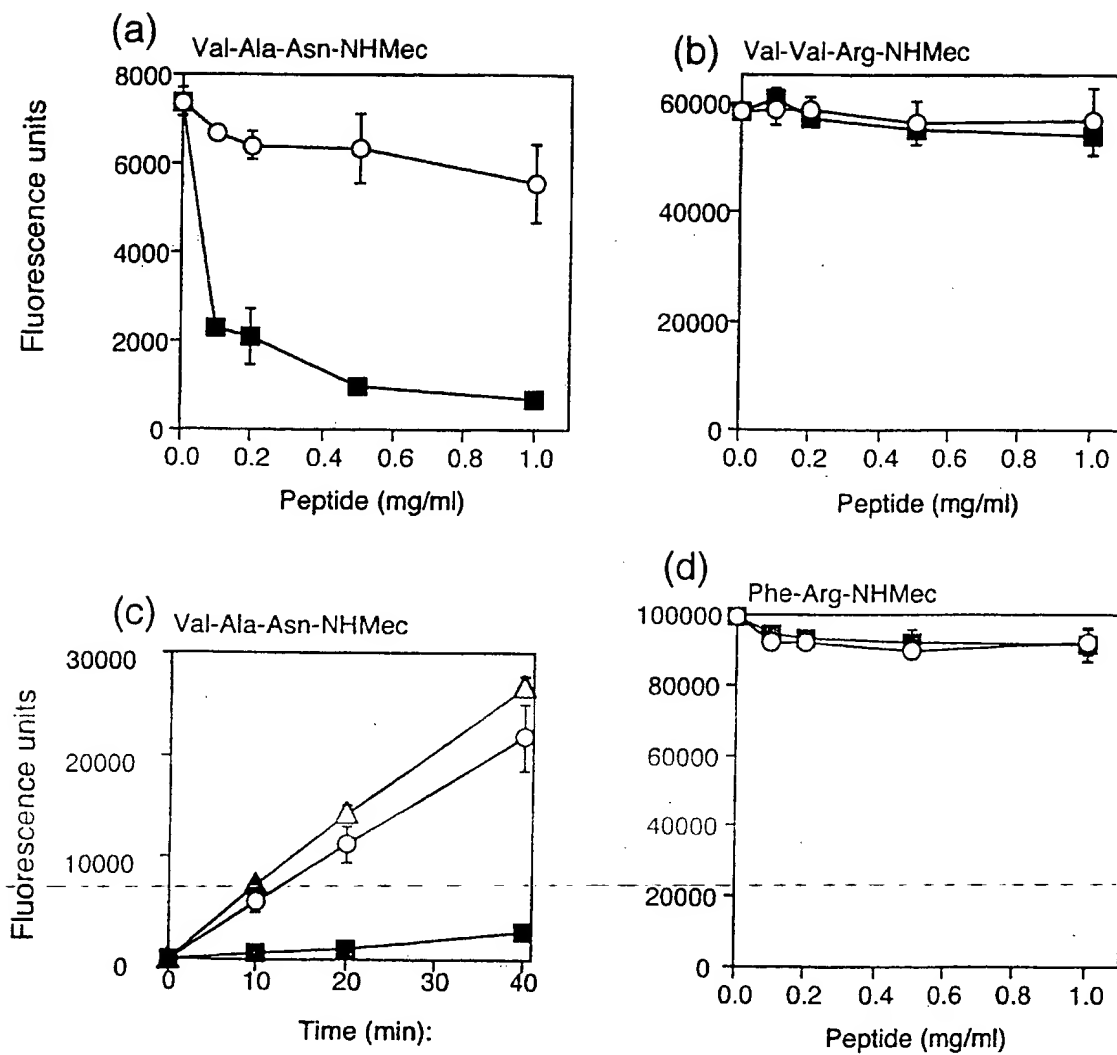 (a) Val-Ala-Asn-NHMec
Fluorescence units
8000
6000
4000
2000
0
0.0 0.2 0.4 0.6 0.8 1.0
Peptide (mg/ml)
(b) Val-Val-Arg-NHMec
60000
40000
20000
0
0.0 0.2 0.4 0.6 0.8 1.0
Peptide (mg/ml)
(c) Val-Ala-Asn-NHMec
Fluorescence units
30000
20000
10000
0
0 10 20 30 40
Time (min):
(d) Phe-Arg-NHMec
100000
80000
60000
40000
20000
0
0.0 0.2 0.4 0.6 0.8 1.0
Peptide (mg/ml)